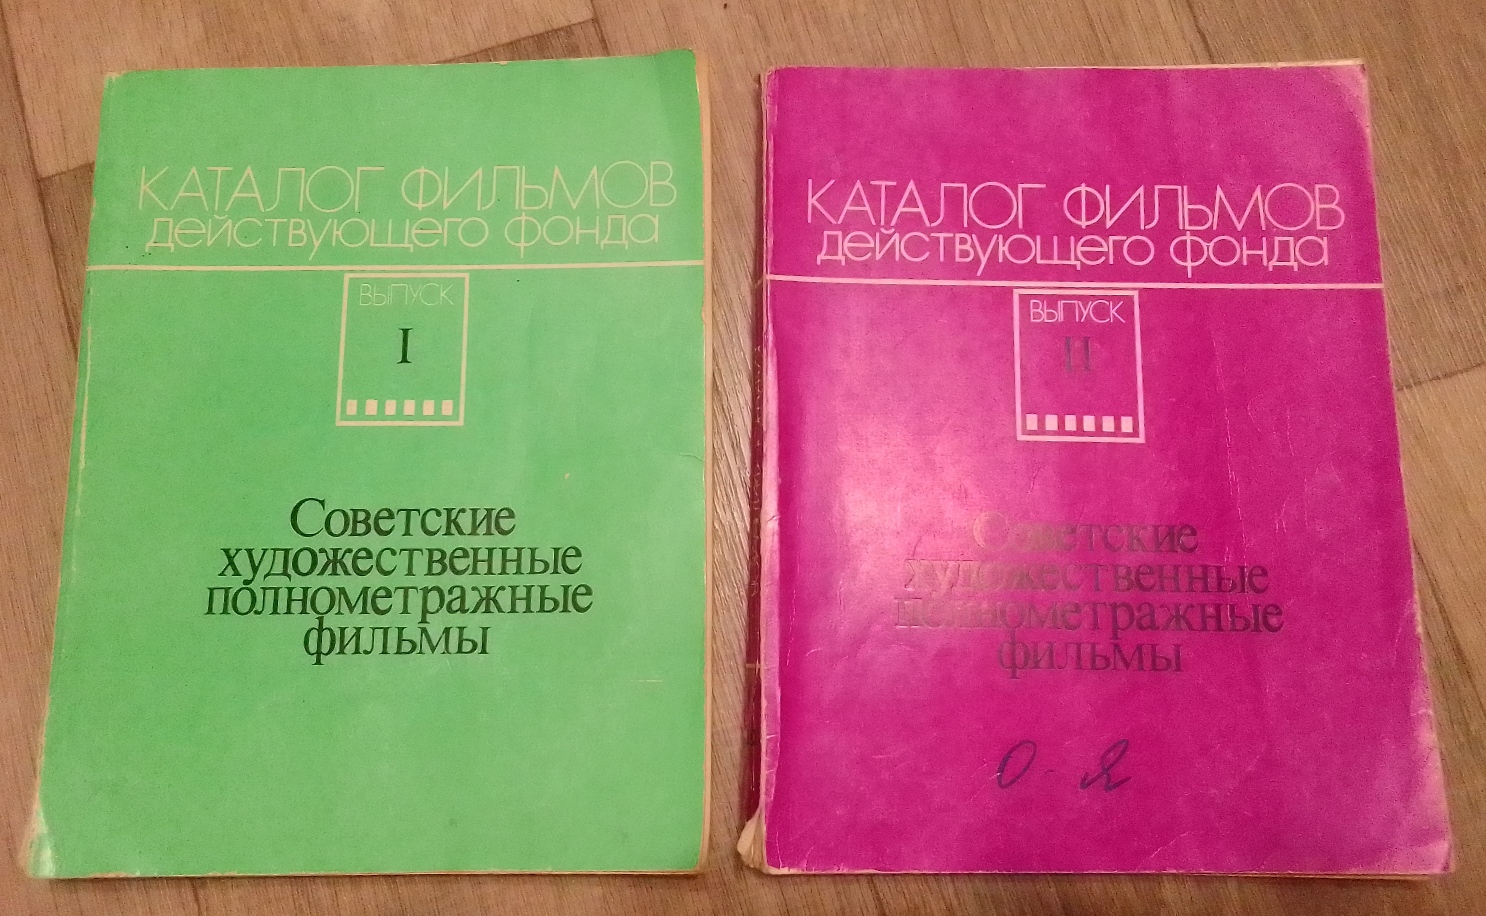 КАТАЛОГ ФИЛЬМОВ
действующего фонда
ВЫПУСК
I
Советские
художественные
полнометражные
фильмы
КАТАЛОГ ФИЛЬМОВ
действующего фонда
ВЫПУСК
II
Советские
художественные
полнометражные
фильмы
О - Я